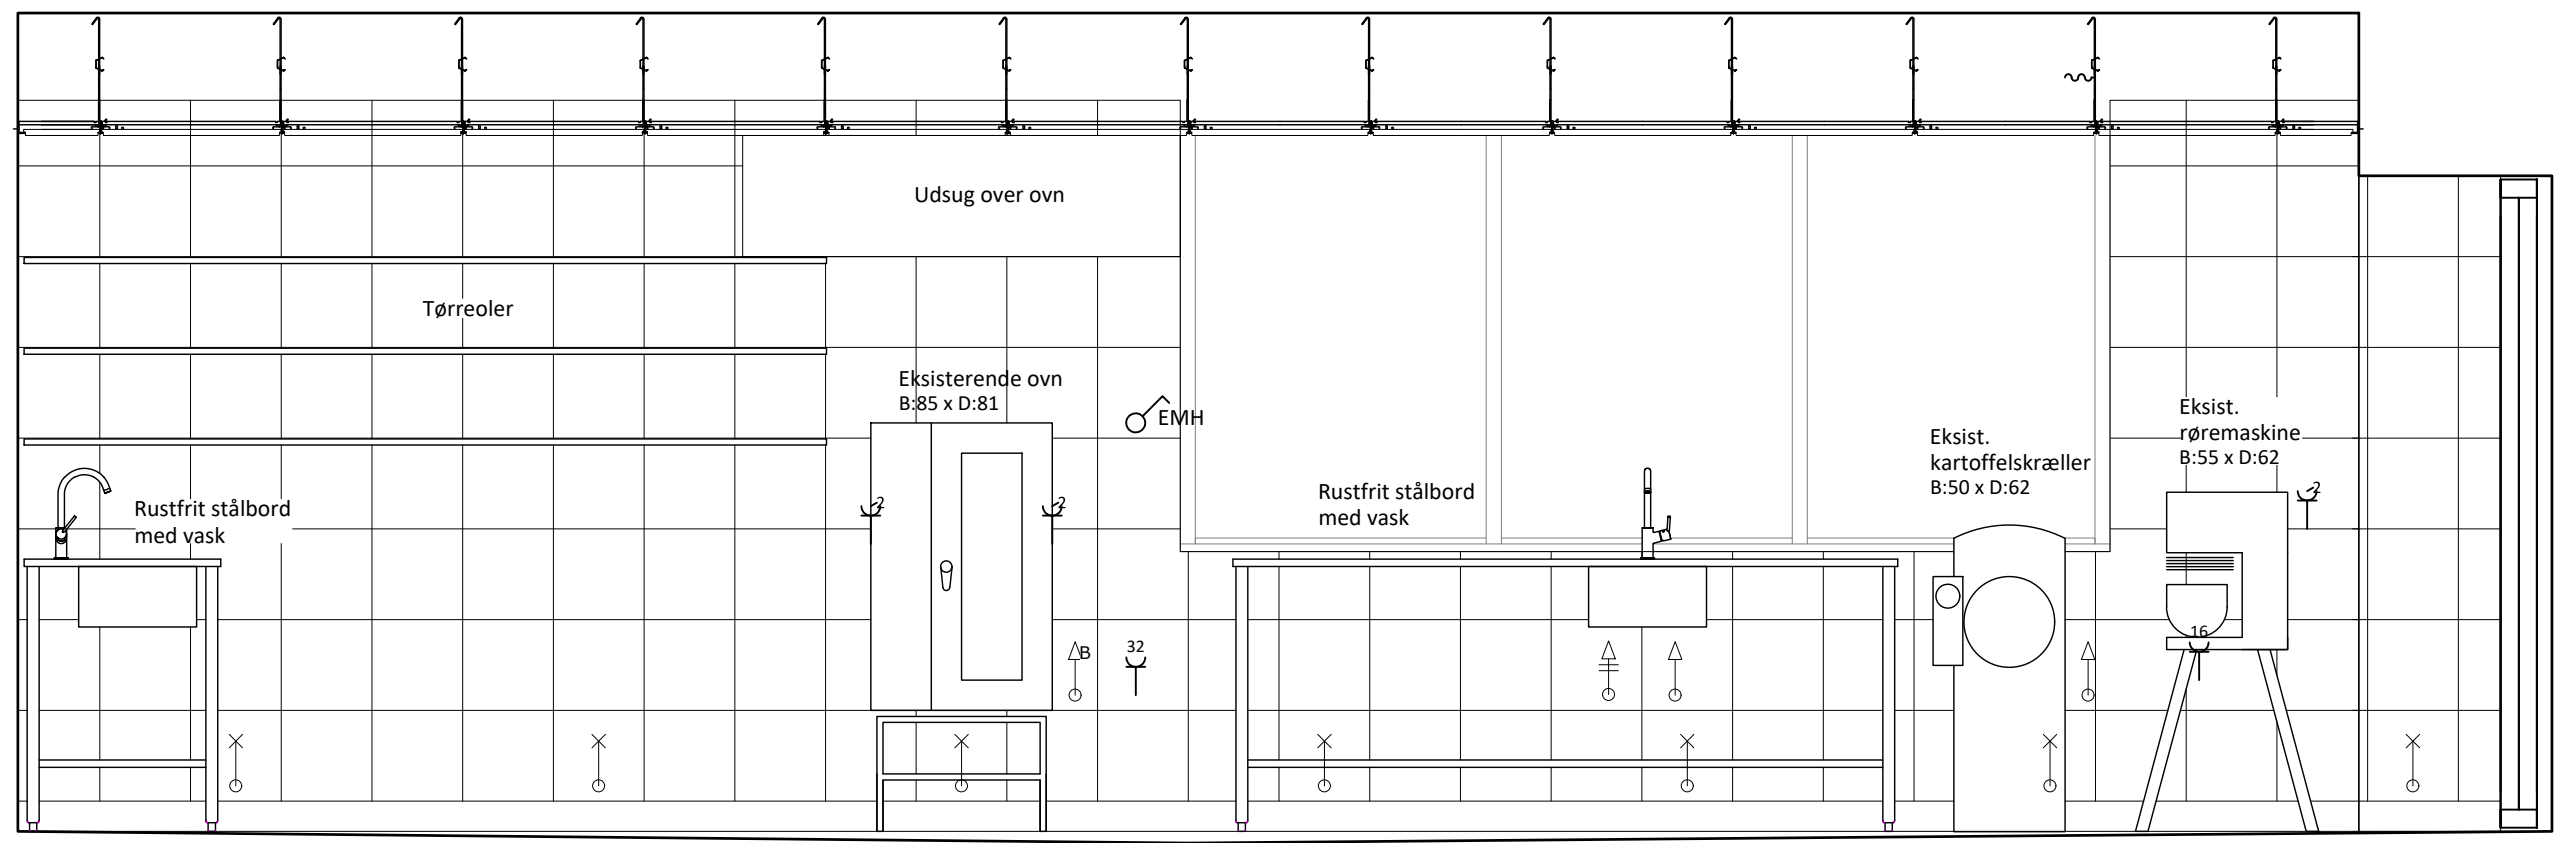 Udsug over ovn
Tørreoler
Eksisterende ovn
B:85 x D:81
EMH
Eksist.
røremaskine
B:55 x D:62
Eksist.
kartoffelskræller
B:50 x D:62
Rustfrit stålbord
med vask
Rustfrit stålbord
med vask
2
2
2
16
B
32